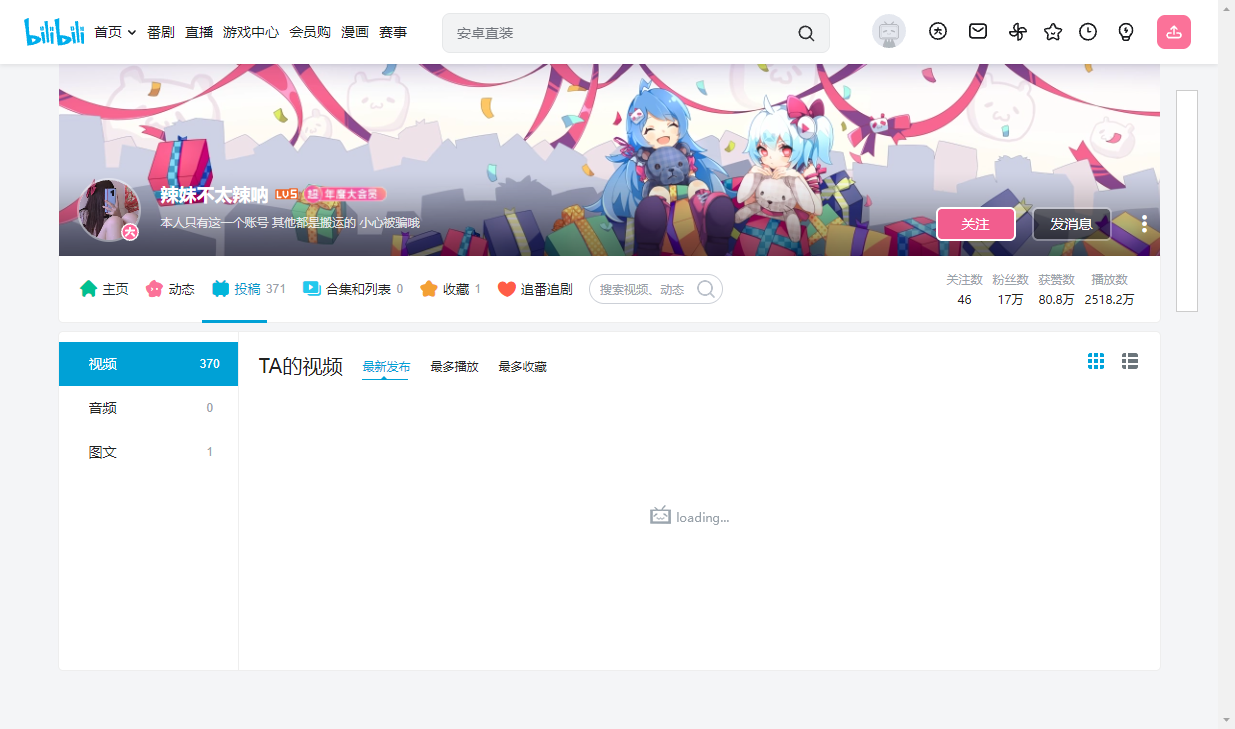 bilibili 首页 番剧 直播 游戏中心 会员购 漫画 赛事 安卓直装 大
辣妹不太辣呐 LV5 超 年度大会员
本人只有这一个账号 其他都是搬运的 小心被骗哦
大
关注 发消息
主页 动态 投稿 371 合集和列表 0 收藏 1 追番追剧 搜索视频、动态
关注数 粉丝数 获赞数 播放数
46 17万 80.8万 2518.2万
视频 370
音频 0
图文 1
TA的视频 最新发布 最多播放 最多收藏
loading...